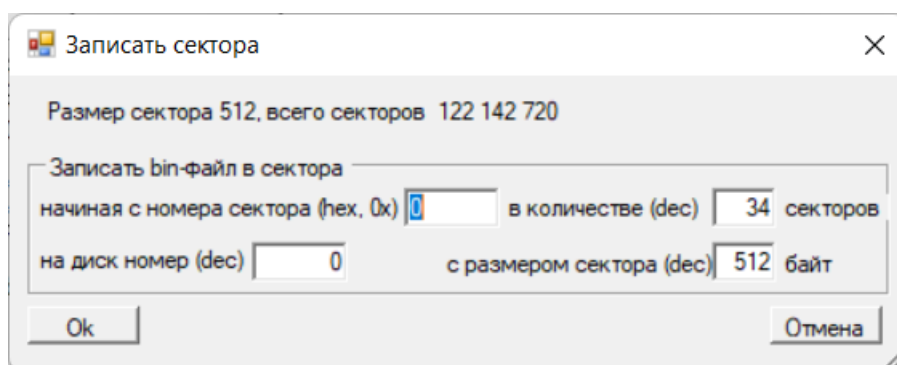 Записать сектора
Размер сектора 512, всего секторов 122 142 720
Записать bin-файл в сектора
начиная с номера сектора (hex, 0x) 0 в количестве (dec) 34 секторов
на диск номер (dec) 0 с размером сектора (dec) 512 байт
Ok Отмена